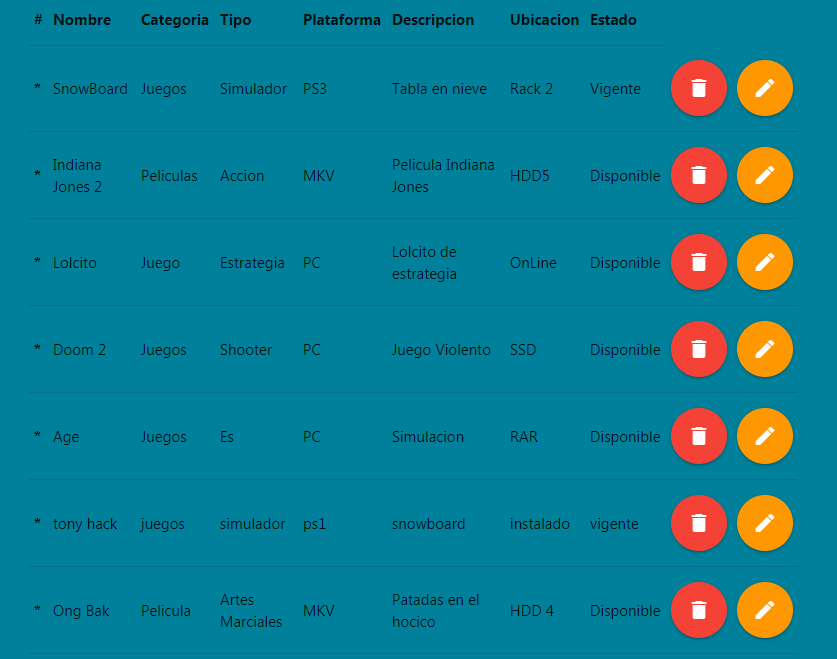 # Nombre Categoria Tipo Plataforma Descripcion Ubicacion Estado
* SnowBoard Juegos Simulador PS3 Tabla en nieve Rack 2 Vigente
* Indiana Jones 2 Peliculas Accion MKV Pelicula Indiana Jones HDD5 Disponible
* Lolcito Juego Estrategia PC Lolcito de estrategia OnLine Disponible
* Doom 2 Juegos Shooter PC Juego Violento SSD Disponible
* Age Juegos Es PC Simulacion RAR Disponible
* tony hack juegos simulador ps1 snowboard instalado vigente
* Ong Bak Pelicula Artes Marciales MKV Patadas en el hocico HDD 4 Disponible